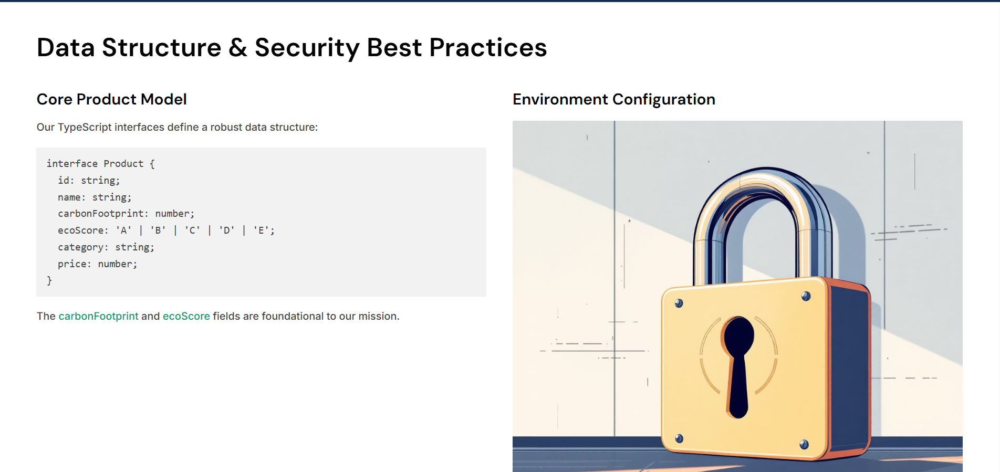 Data Structure & Security Best Practices
Core Product Model
Our TypeScript interfaces define a robust data structure:
interface Product {
  id: string;
  name: string;
  carbonFootprint: number;
  ecoScore: 'A' | 'B' | 'C' | 'D' | 'E';
  category: string;
  price: number;
}
The carbonFootprint and ecoScore fields are foundational to our mission.
Environment Configuration